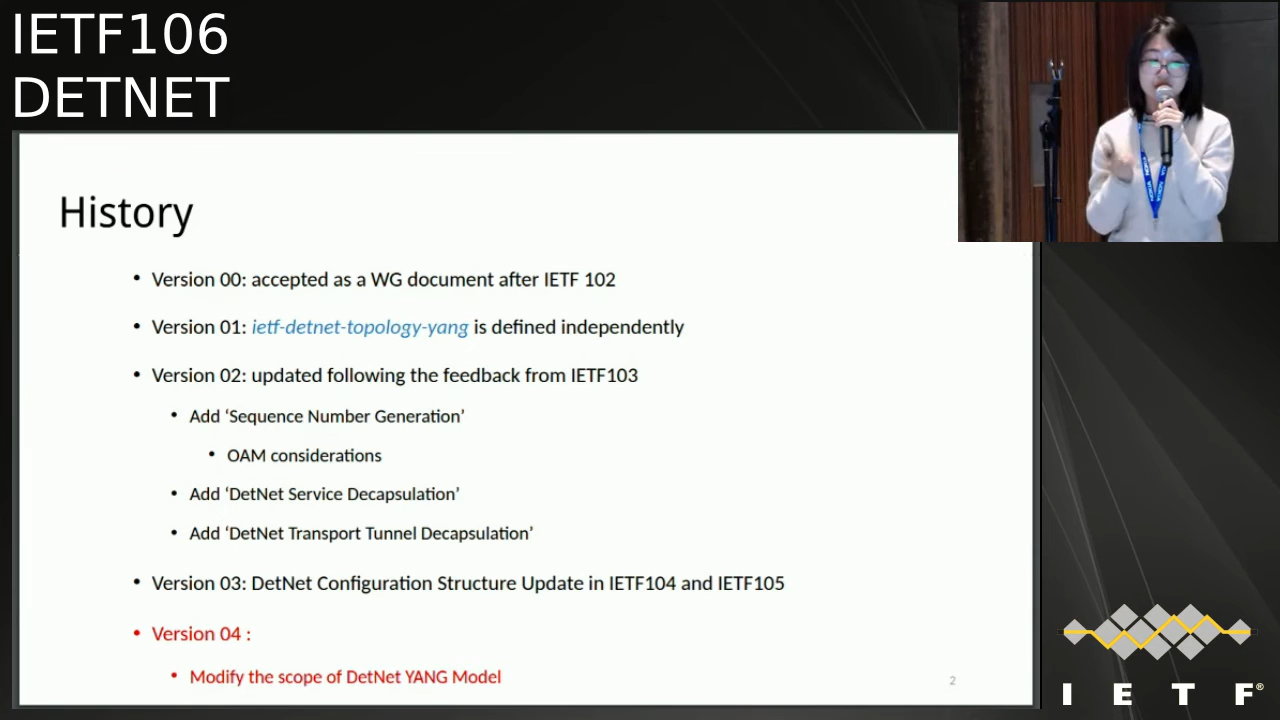 IETF106
DETNET
History
• Version 00: accepted as a WG document after IETF 102
• Version 01: ietf-detnet-topology-yang is defined independently
• Version 02: updated following the feedback from IETF103
• Add ‘Sequence Number Generation’
• OAM considerations
• Add ‘DetNet Service Decapsulation’
• Add ‘DetNet Transport Tunnel Decapsulation’
• Version 03: DetNet Configuration Structure Update in IETF104 and IETF105
• Version 04 :
• Modify the scope of DetNet YANG Model
2
I E T F®